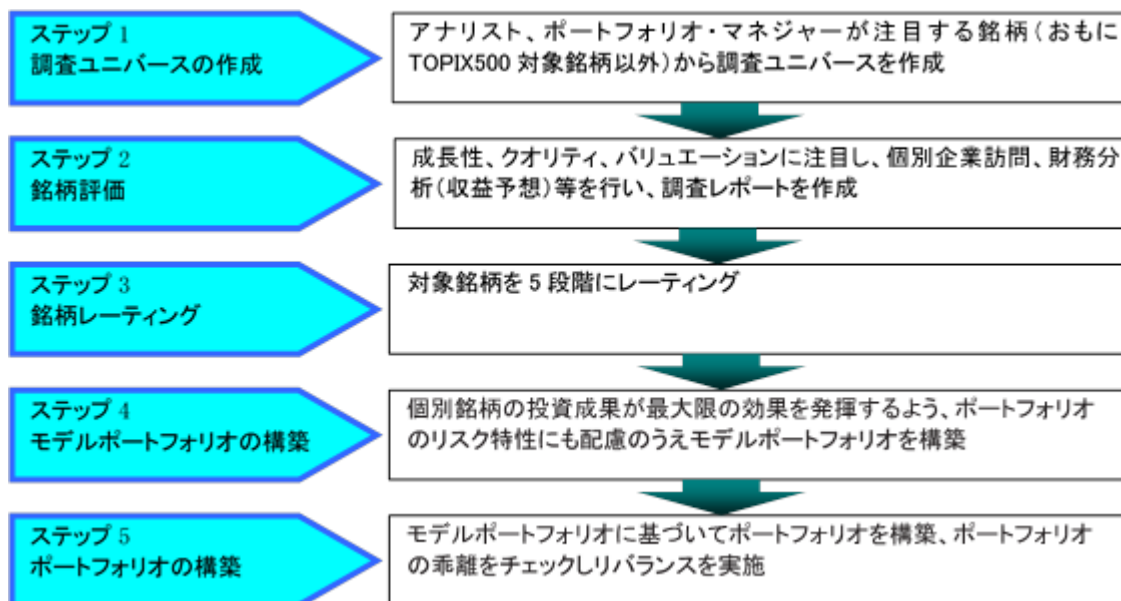 ステップ 1
調査ユニバースの作成
アナリスト、ポートフォリオ・マネジャーが注目する銘柄(おもに
TOPIX500 対象銘柄以外)から調査ユニバースを作成
ステップ 2
銘柄評価
成長性、クオリティ、バリュエーションに注目し、個別企業訪問、財務分
析(収益予想)等を行い、調査レポートを作成
ステップ 3
銘柄レーティング
対象銘柄を 5 段階にレーティング
ステップ 4
モデルポートフォリオの構築
個別銘柄の投資成果が最大限の効果を発揮するよう、ポートフォリオ
のリスク特性にも配慮のうえモデルポートフォリオを構築
ステップ 5
ポートフォリオの構築
モデルポートフォリオに基づいてポートフォリオを構築、ポートフォリオ
の乖離をチェックしリバランスを実施